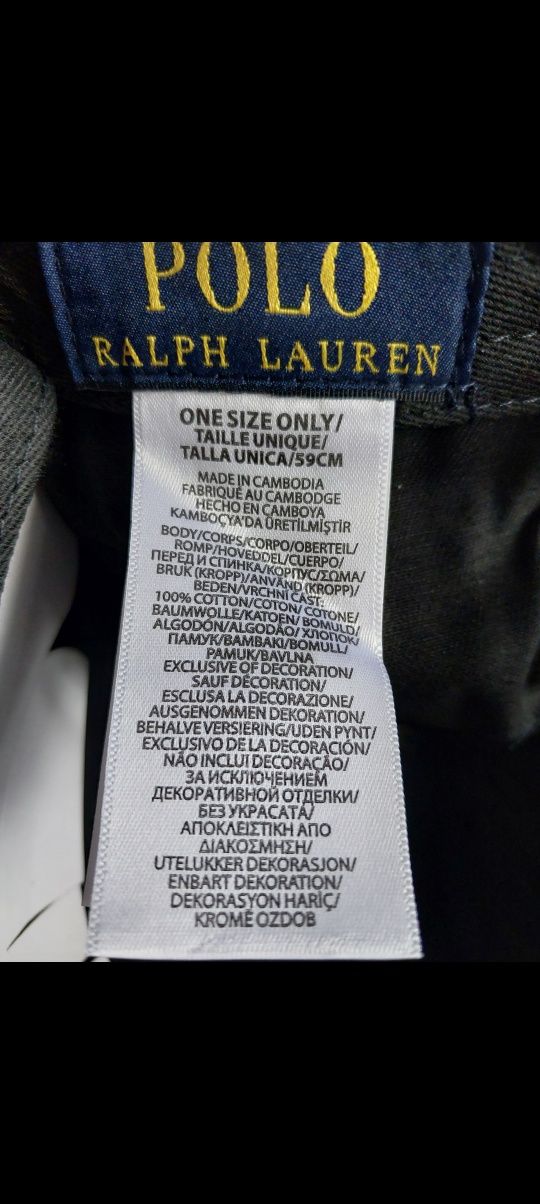 POLO
RALPH LAUREN
ONE SIZE ONLY/
TAILLE UNIQUE/
TALLA UNICA/59CM
MADE IN CAMBODIA
FABRIQUÉ AU CAMBODGE
HECHO EN CAMBOYA
KAMBOÇYA'DA ÜRETİLMİŞTİR
BODY/CORPS/CORPO/OBERTEIL/
ROMP/HOVEDDEL/CUERPO/
ПЕРЕД И СПИНКА/КОРПУС/ΣΩΜΑ/
BRUK (KROPP)/ANVÄND (KROPP)/
BEDEN/VRCHNÍ ČÁST:
100% COTTON/COTON/ COTONE/
BAUMWOLLE/KATOEN/ BOMULD/
ALGODÓN/ALGODÃO/ ХЛОПОК/
ПАМУК/ΒΑΜΒΑΚΙ/BOMULL/
PAMUK/BAVLNA
EXCLUSIVE OF DECORATION/
SAUF DÉCORATION/
ESCLUSA LA DECORAZIONE/
AUSGENOMMEN DEKORATION/
BEHALVE VERSIERING/UDEN PYNT/
EXCLUSIVO DE LA DECORACIÓN/
NÃO INCLUI DECORAÇÃO/
ЗА ИСКЛЮЧЕНИЕМ
ДЕКОРАТИВНОЙ ОТДЕЛКИ/
БЕЗ УКРАСАТА/
ΑΠΟΚΛΕΙΣΤΙΚΗ ΑΠΟ
ΔΙΑΚΟΣΜΗΣΗ/
UTELUKKER DEKORASJON/
ENBART DEKORATION/
DEKORASYON HARİÇ/
KROMĚ OZDOB